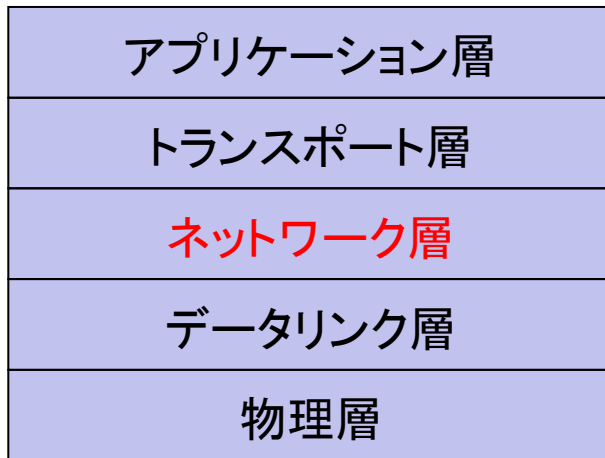 アプリケーション層
トランスポート層
ネットワーク層
データリンク層
物理層